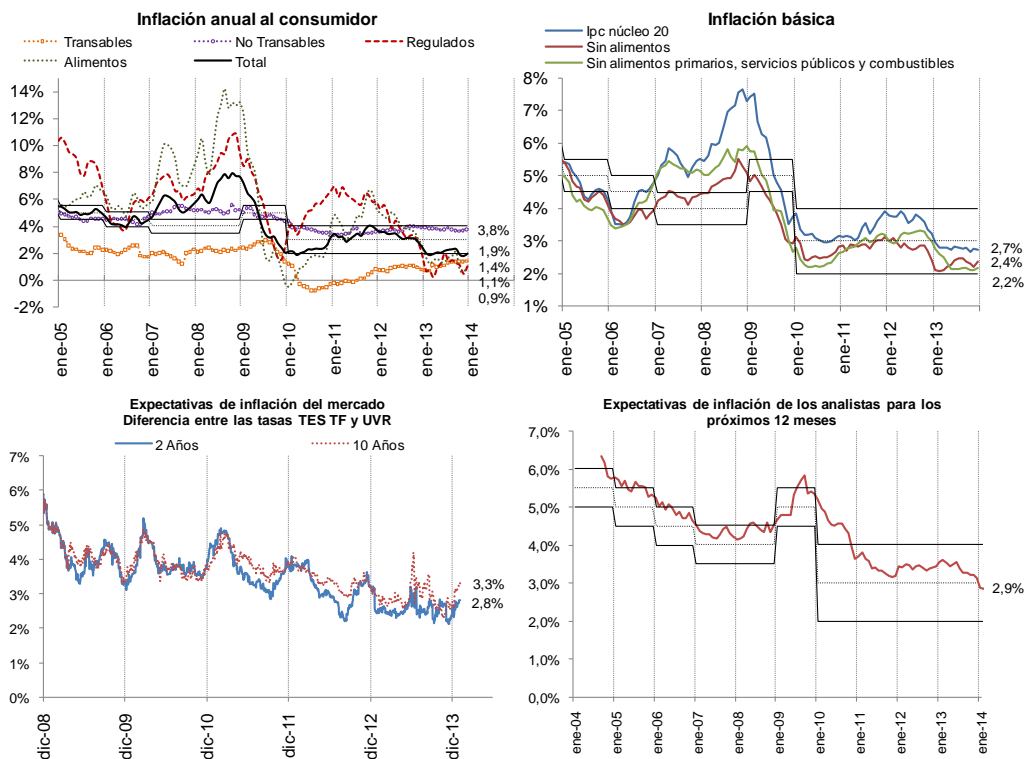 Inflación anual al consumidor
Transables
No Transables
Regulados
Alimentos
Total
14%
12%
10%
8%
6%
4%
2%
0%
-2%
3,8%
1,9%
1,4%
1,1%
0,9%
ene-05
ene-06
ene-07
ene-08
ene-09
ene-10
ene-11
ene-12
ene-13
ene-14
Inflación básica
Ipc núcleo 20
Sin alimentos
Sin alimentos primarios, servicios públicos y combustibles
8%
7%
6%
5%
4%
3%
2%
1%
2,7%
2,4%
2,2%
ene-05
ene-06
ene-07
ene-08
ene-09
ene-10
ene-11
ene-12
ene-13
Expectativas de inflación del mercado
Diferencia entre las tasas TES TF y UVR
2 Años
10 Años
7%
6%
5%
4%
3%
2%
1%
0%
3,3%
2,8%
dic-08
dic-09
dic-10
dic-11
dic-12
dic-13
Expectativas de inflación de los analistas para los
próximos 12 meses
7,0%
6,0%
5,0%
4,0%
3,0%
2,0%
1,0%
0,0%
2,9%
ene-04
ene-05
ene-06
ene-07
ene-08
ene-09
ene-10
ene-11
ene-12
ene-13
ene-14